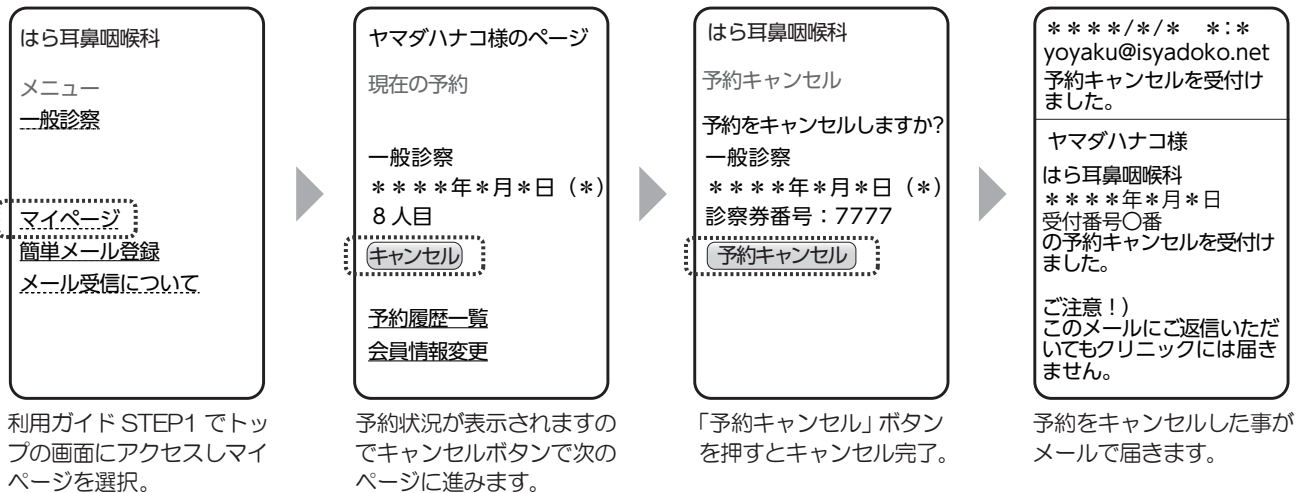 はら耳鼻咽喉科
メニュー
一般診察
マイページ
簡単メール登録
メール受信について
利用ガイド STEP1 でトッ
プの画面にアクセスしマイ
ページを選択。
ヤマダハナコ様のページ
現在の予約
一般診察
＊＊＊＊年＊月＊日（＊）
8人目
キャンセル
予約履歴一覧
会員情報変更
予約状況が表示されますの
でキャンセルボタンで次の
ページに進みます。
はら耳鼻咽喉科
予約キャンセル
予約をキャンセルしますか?
一般診察
＊＊＊＊年＊月＊日（＊）
診察券番号：7777
予約キャンセル
「予約キャンセル」ボタン
を押すとキャンセル完了。
＊＊＊＊/＊/＊　＊:＊
yoyaku@isyadoko.net
予約キャンセルを受付け
ました。
ヤマダハナコ様
はら耳鼻咽喉科
＊＊＊＊年＊月＊日
受付番号〇番
の予約キャンセルを受付け
ました。
ご注意！)
このメールにご返信いただ
いてもクリニックには届き
ません。
予約をキャンセルした事が
メールで届きます。